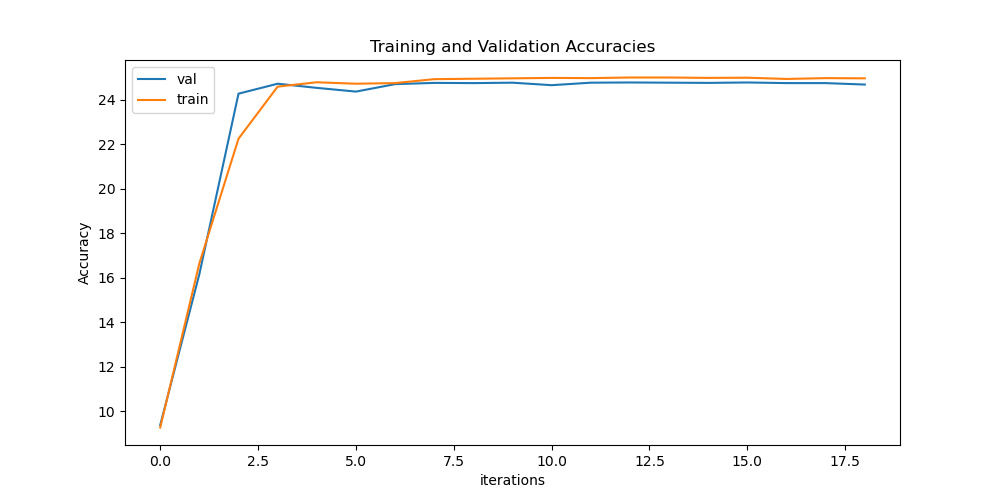 Training and Validation Accuracies
val
train
24
22
20
18
16
14
12
10
Accuracy
0.0 2.5 5.0 7.5 10.0 12.5 15.0 17.5
iterations